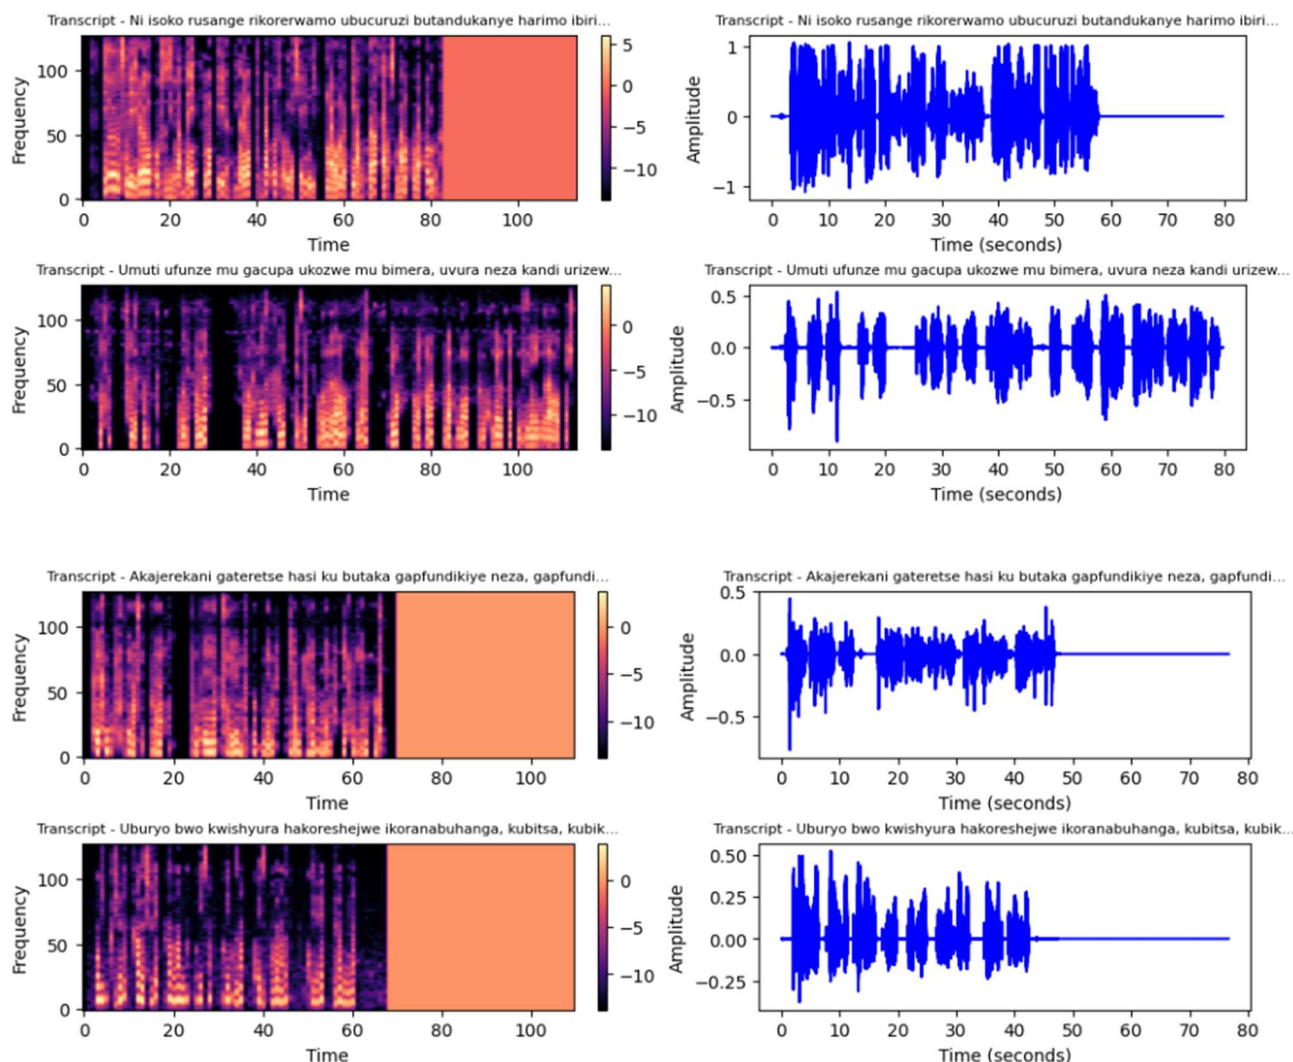 Transcript - Ni isoko rusange rikorerwamo ubucuruzi butandukanye harimo ibiri...
Transcript - Ni isoko rusange rikorerwamo ubucuruzi butandukanye harimo ibiri...
Frequency
100
50
0
0 20 40 60 80 100
Time
5
0
−5
−10
Amplitude
1
0
−1
0 10 20 30 40 50 60 70 80
Time (seconds)
Transcript - Umuti ufunze mu gacupa ukozwe mu bimera, uvura neza kandi urizew...
Transcript - Umuti ufunze mu gacupa ukozwe mu bimera, uvura neza kandi urizew...
Frequency
100
50
0
0 20 40 60 80 100
Time
0
−5
−10
Amplitude
0.5
0.0
−0.5
0 10 20 30 40 50 60 70 80
Time (seconds)
Transcript - Akajerekani gateretse hasi ku butaka gapfundikiye neza, gapfundi...
Transcript - Akajerekani gateretse hasi ku butaka gapfundikiye neza, gapfundi...
Frequency
100
50
0
0 20 40 60 80 100
Time
0
−5
−10
Amplitude
0.5
0.0
−0.5
0 10 20 30 40 50 60 70 80
Time (seconds)
Transcript - Uburyo bwo kwishyura hakoreshejwe ikoranabuhanga, kubitsa, kubik...
Transcript - Uburyo bwo kwishyura hakoreshejwe ikoranabuhanga, kubitsa, kubik...
Frequency
100
50
0
0 20 40 60 80 100
Time
0
−5
−10
Amplitude
0.50
0.25
0.00
−0.25
0 10 20 30 40 50 60 70 80
Time (seconds)